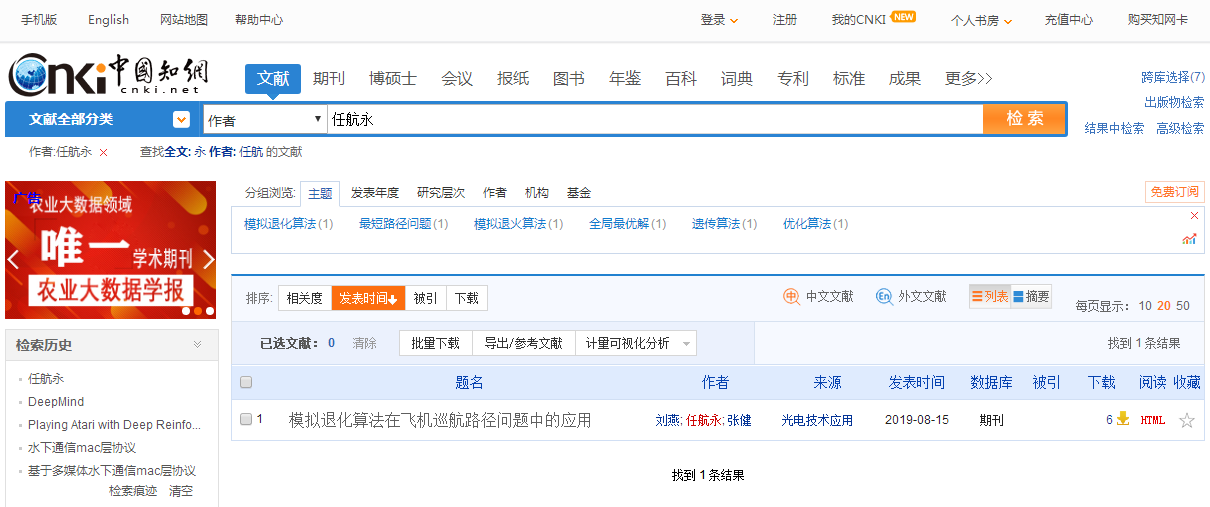 手机版 English 网站地图 帮助中心 登录 注册 我的CNKI NEW 个人书房 充值中心 购买知网卡
Cnki 中国知網
cnki.net
文献 期刊 博硕士 会议 报纸 图书 年鉴 百科 词典 专利 标准 成果 更多>> 跨库选择(7)
出版物检索
文献全部分类 作者 任航永 检索
结果中检索 高级检索
作者:任航永 × 查找全文: 永 作者: 任航 的文献
广告
农业大数据领域
唯一
学术期刊
农业大数据学报
分组浏览: 主题 发表年度 研究层次 作者 机构 基金 免费订阅
模拟退化算法(1) 最短路径问题(1) 模拟退火算法(1) 全局最优解(1) 遗传算法(1) 优化算法(1)
排序: 相关度 发表时间 被引 下载 中 中文文献 En 外文文献 列表 摘要 每页显示: 10 20 50
已选文献: 0 清除 批量下载 导出/参考文献 计量可视化分析 找到 1 条结果
题名 作者 来源 发表时间 数据库 被引 下载 阅读 收藏
1 模拟退化算法在飞机巡航路径问题中的应用 刘燕; 任航永; 张健 光电技术应用 2019-08-15 期刊 6 HTML
找到 1 条结果
检索历史
任航永
DeepMind
Playing Atari with Deep Reinfo...
水下通信mac层协议
基于多媒体水下通信mac层协议
检索痕迹 清空